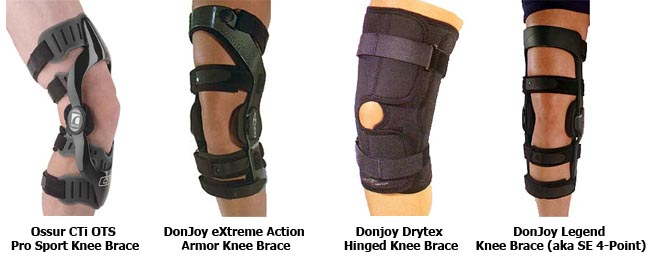 Ossur CTi OTS
Pro Sport Knee Brace
DonJoy eXtreme Action
Armor Knee Brace
Donjoy Drytex
Hinged Knee Brace
DonJoy Legend
Knee Brace (aka SE 4-Point)